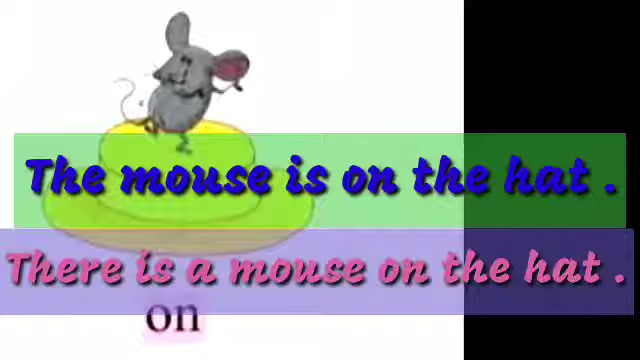 The mouse is on the hat .
There is a mouse on the hat .
on